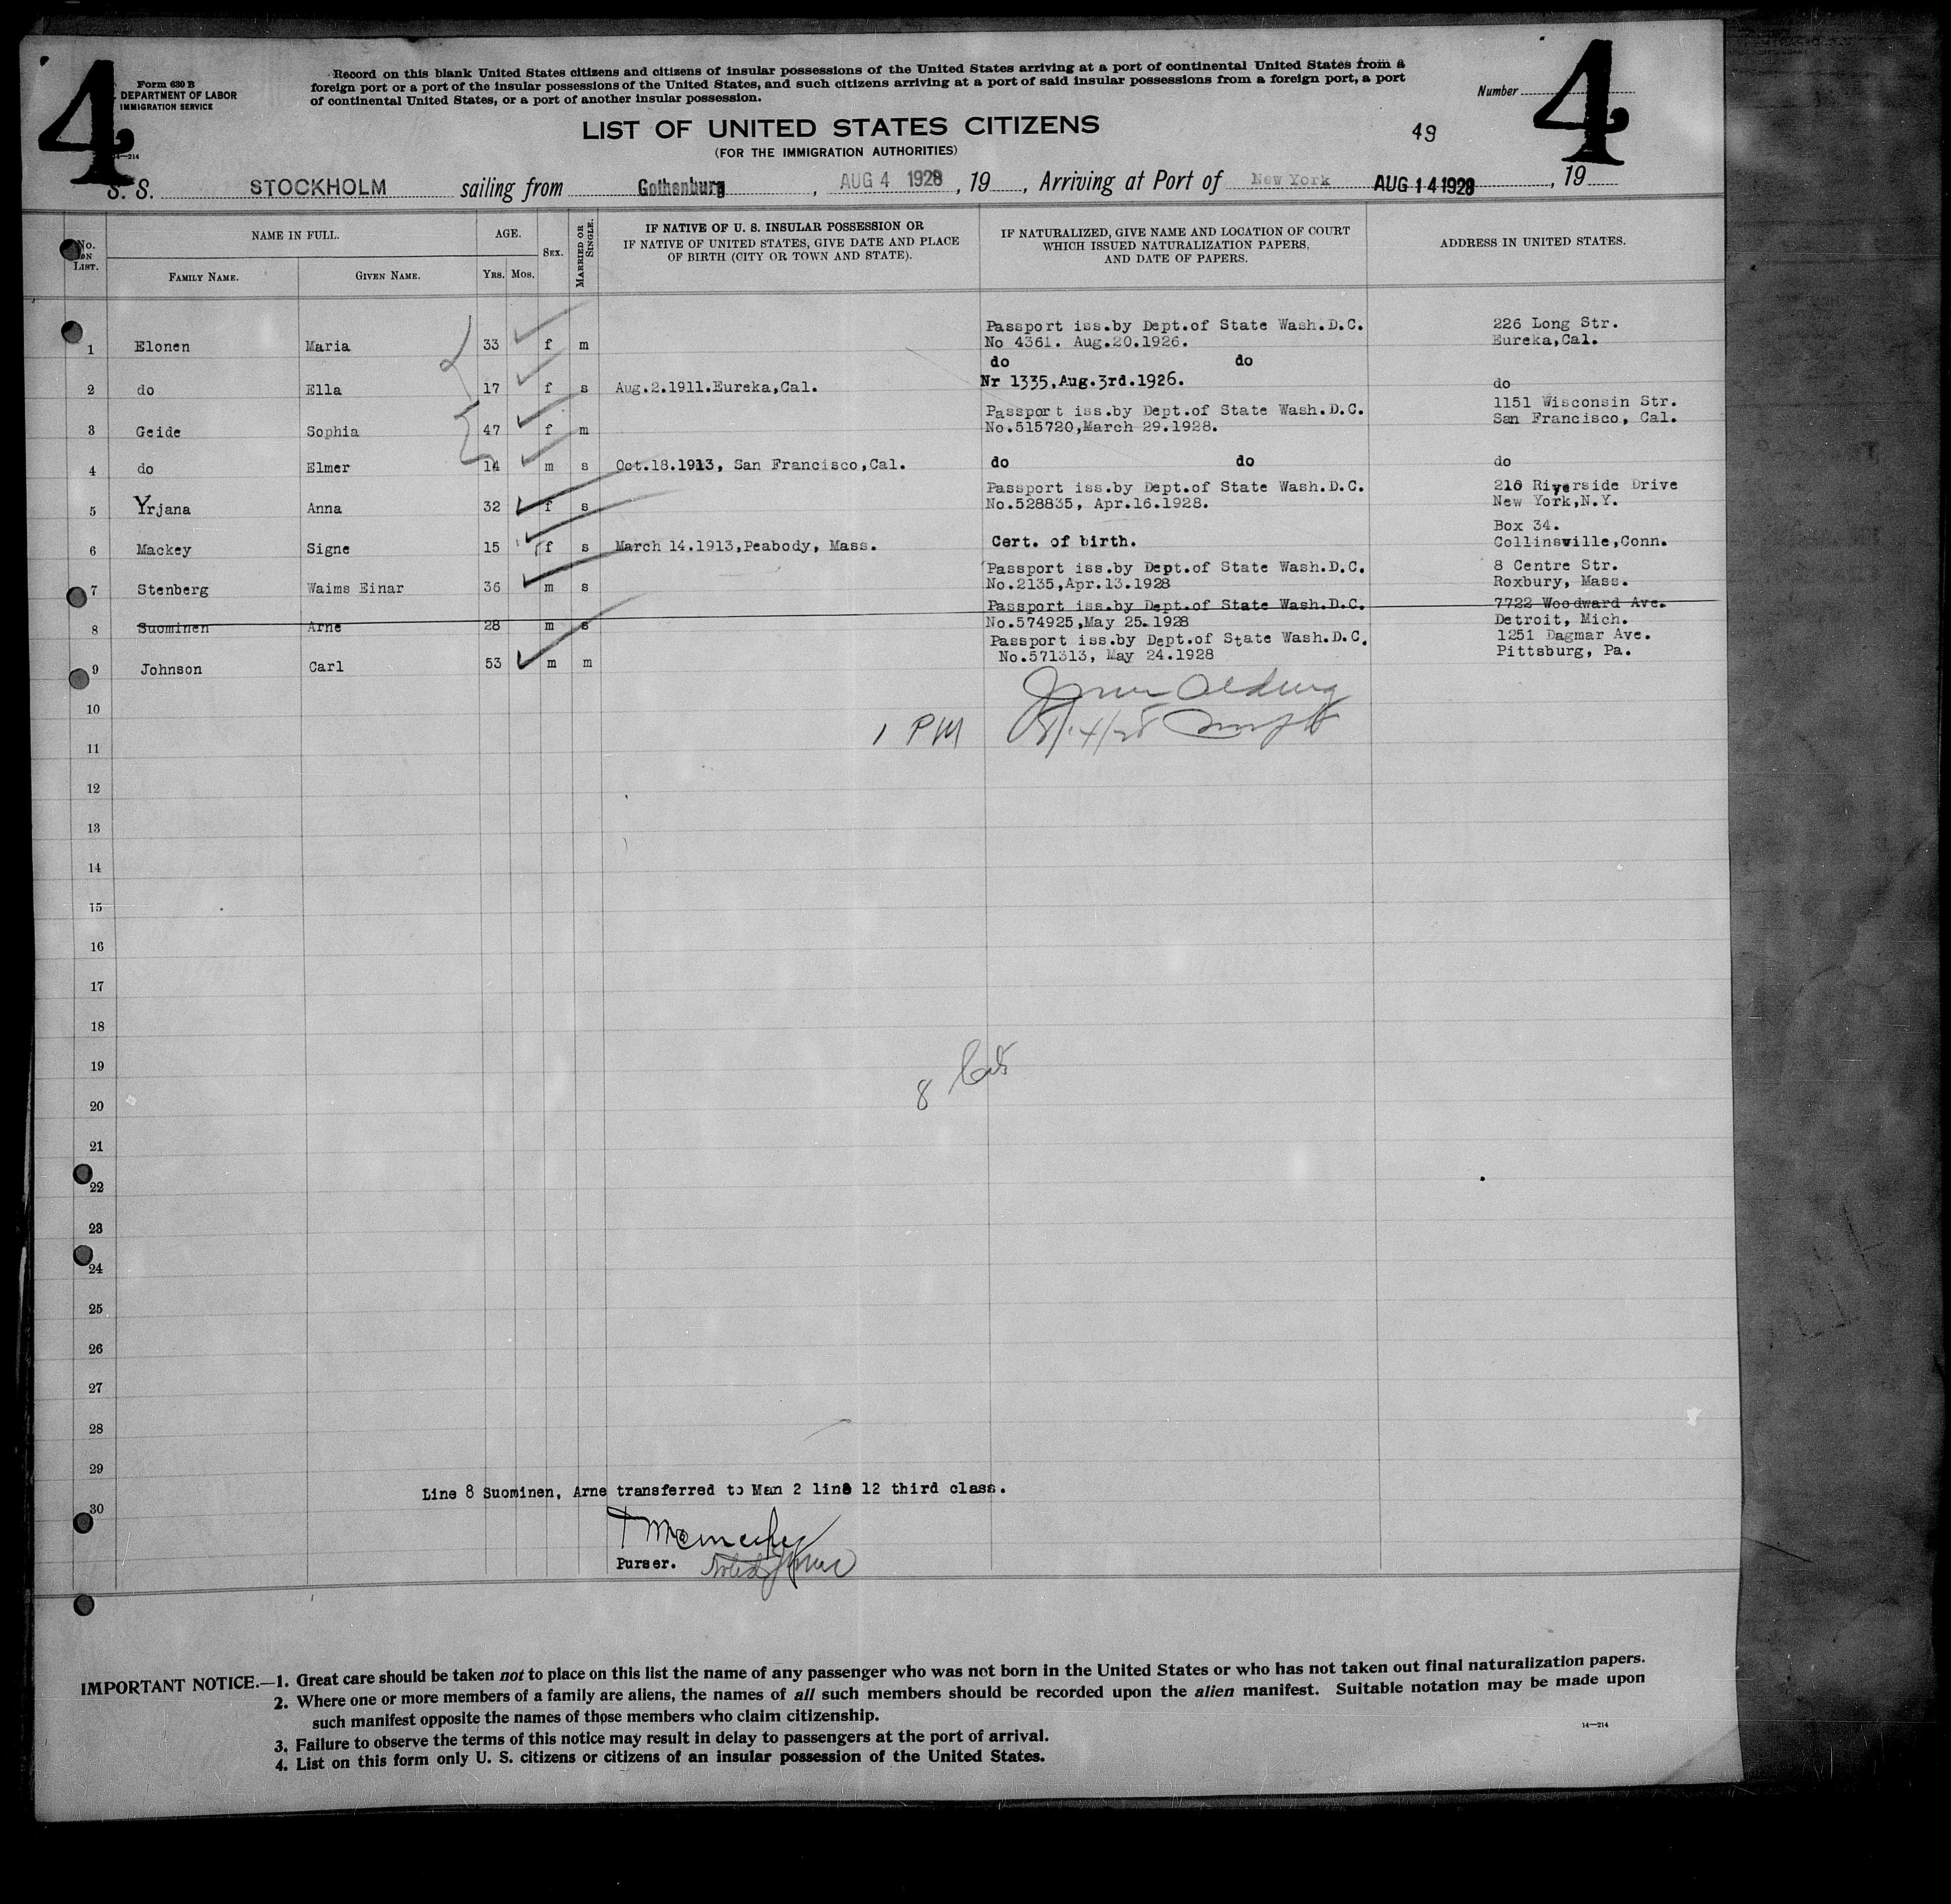 4
4
Form 630 B
DEPARTMENT OF LABOR
IMMIGRATION SERVICE
14—214
Record on this blank United States citizens and citizens of insular possessions of the United States arriving at a port of continental United States from a
foreign port or a port of the insular possessions of the United States, and such citizens arriving at a port of said insular possessions from a foreign port, a port
of continental United States, or a port of another insular possession.
Number
LIST OF UNITED STATES CITIZENS
(FOR THE IMMIGRATION AUTHORITIES)
49
S. S. STOCKHOLM sailing from Gothenburg, AUG 4 1928, 19 , Arriving at Port of New York AUG 14 1928, 19
No. ON LIST.
NAME IN FULL.
FAMILY NAME.
GIVEN NAME.
AGE.
YRS. MOS.
SEX.
MARRIED OR SINGLE.
IF NATIVE OF U. S. INSULAR POSSESSION OR
IF NATIVE OF UNITED STATES, GIVE DATE AND PLACE
OF BIRTH (CITY OR TOWN AND STATE).
IF NATURALIZED, GIVE NAME AND LOCATION OF COURT
WHICH ISSUED NATURALIZATION PAPERS,
AND DATE OF PAPERS.
ADDRESS IN UNITED STATES.
Passport iss.by Dept.of State Wash.D.C. 226 Long Str.
1 Elonen Maria 33 f m No 4361. Aug.20.1926. Eureka,Cal.
do do
2 do Ella 17 f s Aug.2.1911.Eureka,Cal. Nr 1335,Aug.3rd.1926. do
Passport iss.by Dept.of State Wash.D.C. 1151 Wisconsin Str.
3 Geide Sophia 47 f m No.515720,March 29.1928. San Francisco, Cal.
4 do Elmer 14 m s Oct.18.1913, San Francisco,Cal. do do do
Passport iss.by Dept.of State Wash.D.C. 210 Riverside Drive
5 Yrjana Anna 32 f s No.528835, Apr.16.1928. New York,N.Y.
Box 34.
6 Mackey Signe 15 f s March 14.1913,Peabody, Mass. Cert. of birth. Collinsville,Conn.
Passport iss.by Dept.of State Wash.D.C. 8 Centre Str.
7 Stenberg Waims Einar 36 m s No.2135,Apr.13.1928 Roxbury, Mass.
Passport iss.by Dept.of State Wash.D.C. 7722 Woodward Ave.
8 Suominen Arne 28 m s No.574925,May 25.1928 Detroit, Mich.
Passport iss.by Dept.of State Wash.D.C. 1251 Dagmar Ave.
9 Johnson Carl 53 m m No.571313, May 24.1928 Pittsburg, Pa.
10
1 PM 8/14/28
11
12
13
14
15
16
17
18
19
8
20
21
22
23
24
25
26
27
28
29
Line 8 Suominen, Arne transferred to Man 2 line 12 third class.
30
Purser.
IMPORTANT NOTICE.—1. Great care should be taken not to place on this list the name of any passenger who was not born in the United States or who has not taken out final naturalization papers.
2. Where one or more members of a family are aliens, the names of all such members should be recorded upon the alien manifest. Suitable notation may be made upon
such manifest opposite the names of those members who claim citizenship.
3. Failure to observe the terms of this notice may result in delay to passengers at the port of arrival.
4. List on this form only U. S. citizens or citizens of an insular possession of the United States.
14—214